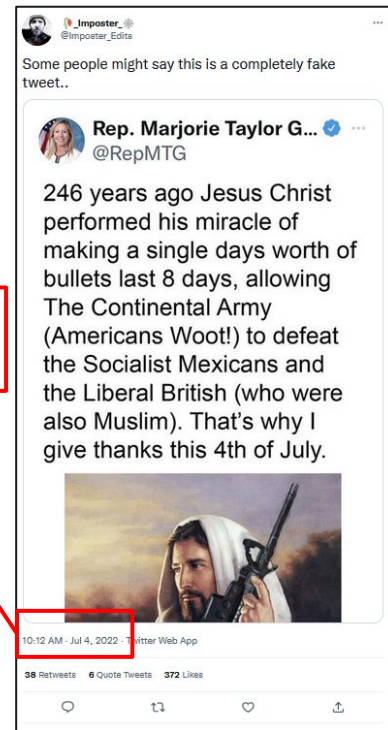 _Imposter_
@Imposter_Edits
Some people might say this is a completely fake
tweet..
Rep. Marjorie Taylor G...
@RepMTG
246 years ago Jesus Christ
performed his miracle of
making a single days worth of
bullets last 8 days, allowing
The Continental Army
(Americans Woot!) to defeat
the Socialist Mexicans and
the Liberal British (who were
also Muslim). That's why I
give thanks this 4th of July.
10:12 AM · Jul 4, 2022 · Twitter Web App
38 Retweets 6 Quote Tweets 372 Likes